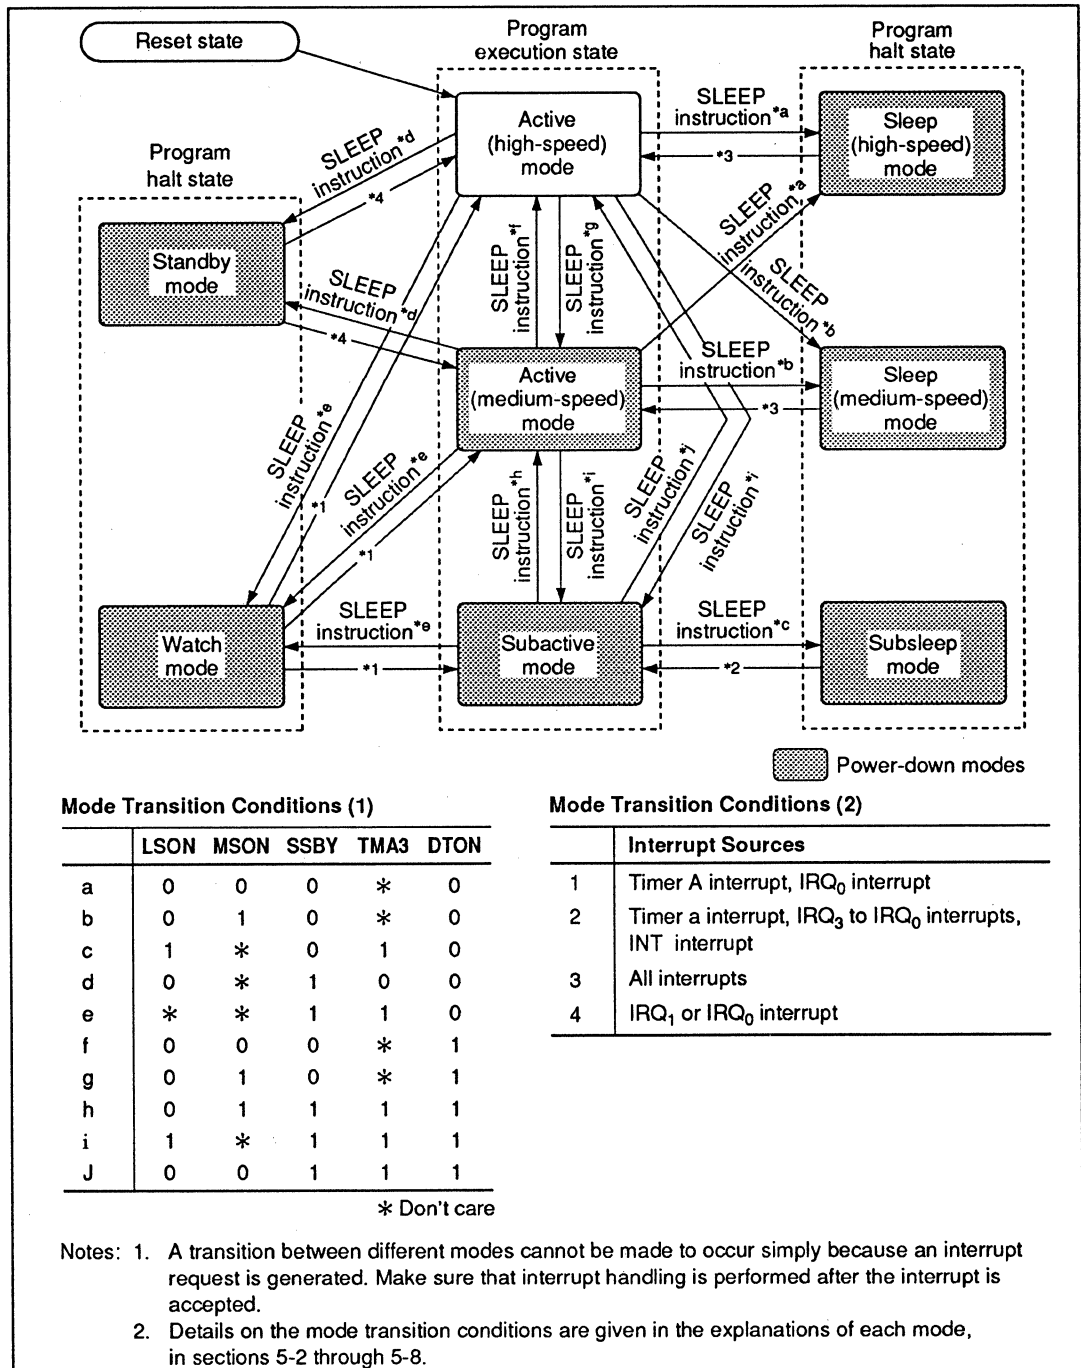 Reset state
Program
execution state
Program
halt state
Program
halt state
Active
(high-speed)
mode
SLEEP
instruction*a
*3
Sleep
(high-speed)
mode
SLEEP
instruction*d
*4
Standby
mode
SLEEP
instruction*d
*4
SLEEP
instruction*f
SLEEP
instruction*g
SLEEP
instruction*a
SLEEP
instruction*b
Active
(medium-speed)
mode
SLEEP
instruction*b
*3
Sleep
(medium-speed)
mode
SLEEP
instruction*e
*1
SLEEP
instruction*e
*1
SLEEP
instruction*h
SLEEP
instruction*i
SLEEP
instruction*j
SLEEP
instruction*i
Watch
mode
SLEEP
instruction*e
*1
Subactive
mode
SLEEP
instruction*c
*2
Subsleep
mode
Power-down modes
Mode Transition Conditions (1)
LSON MSON SSBY TMA3 DTON
a 0 0 0 * 0
b 0 1 0 * 0
c 1 * 0 1 0
d 0 * 1 0 0
e * * 1 1 0
f 0 0 0 * 1
g 0 1 0 * 1
h 0 1 1 1 1
i 1 * 1 1 1
J 0 0 1 1 1
* Don't care
Mode Transition Conditions (2)
Interrupt Sources
1 Timer A interrupt, IRQ0 interrupt
2 Timer a interrupt, IRQ3 to IRQ0 interrupts,
INT interrupt
3 All interrupts
4 IRQ1 or IRQ0 interrupt
Notes: 1. A transition between different modes cannot be made to occur simply because an interrupt
request is generated. Make sure that interrupt handling is performed after the interrupt is
accepted.
2. Details on the mode transition conditions are given in the explanations of each mode,
in sections 5-2 through 5-8.